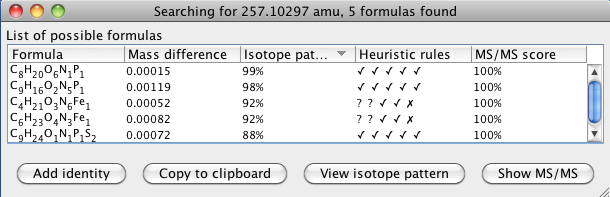 Searching for 257.10297 amu, 5 formulas found
List of possible formulas
Formula Mass difference Isotope pat... Heuristic rules MS/MS score
C8H20O6N1P1 0.00015 99% ✓ ✓ ✓ ✓ ✓ 100%
C9H16O2N5P1 0.00119 98% ✓ ✓ ✓ ✓ ✓ 100%
C4H21O3N6Fe1 0.00052 92% ? ? ✓ ✓ ✗ 100%
C6H23O4N3Fe1 0.00082 92% ? ? ✓ ✓ ✗ 100%
C9H24O1N1P1S2 0.00072 88% ✓ ✓ ✓ ✓ ✓ 100%
Add identity Copy to clipboard View isotope pattern Show MS/MS